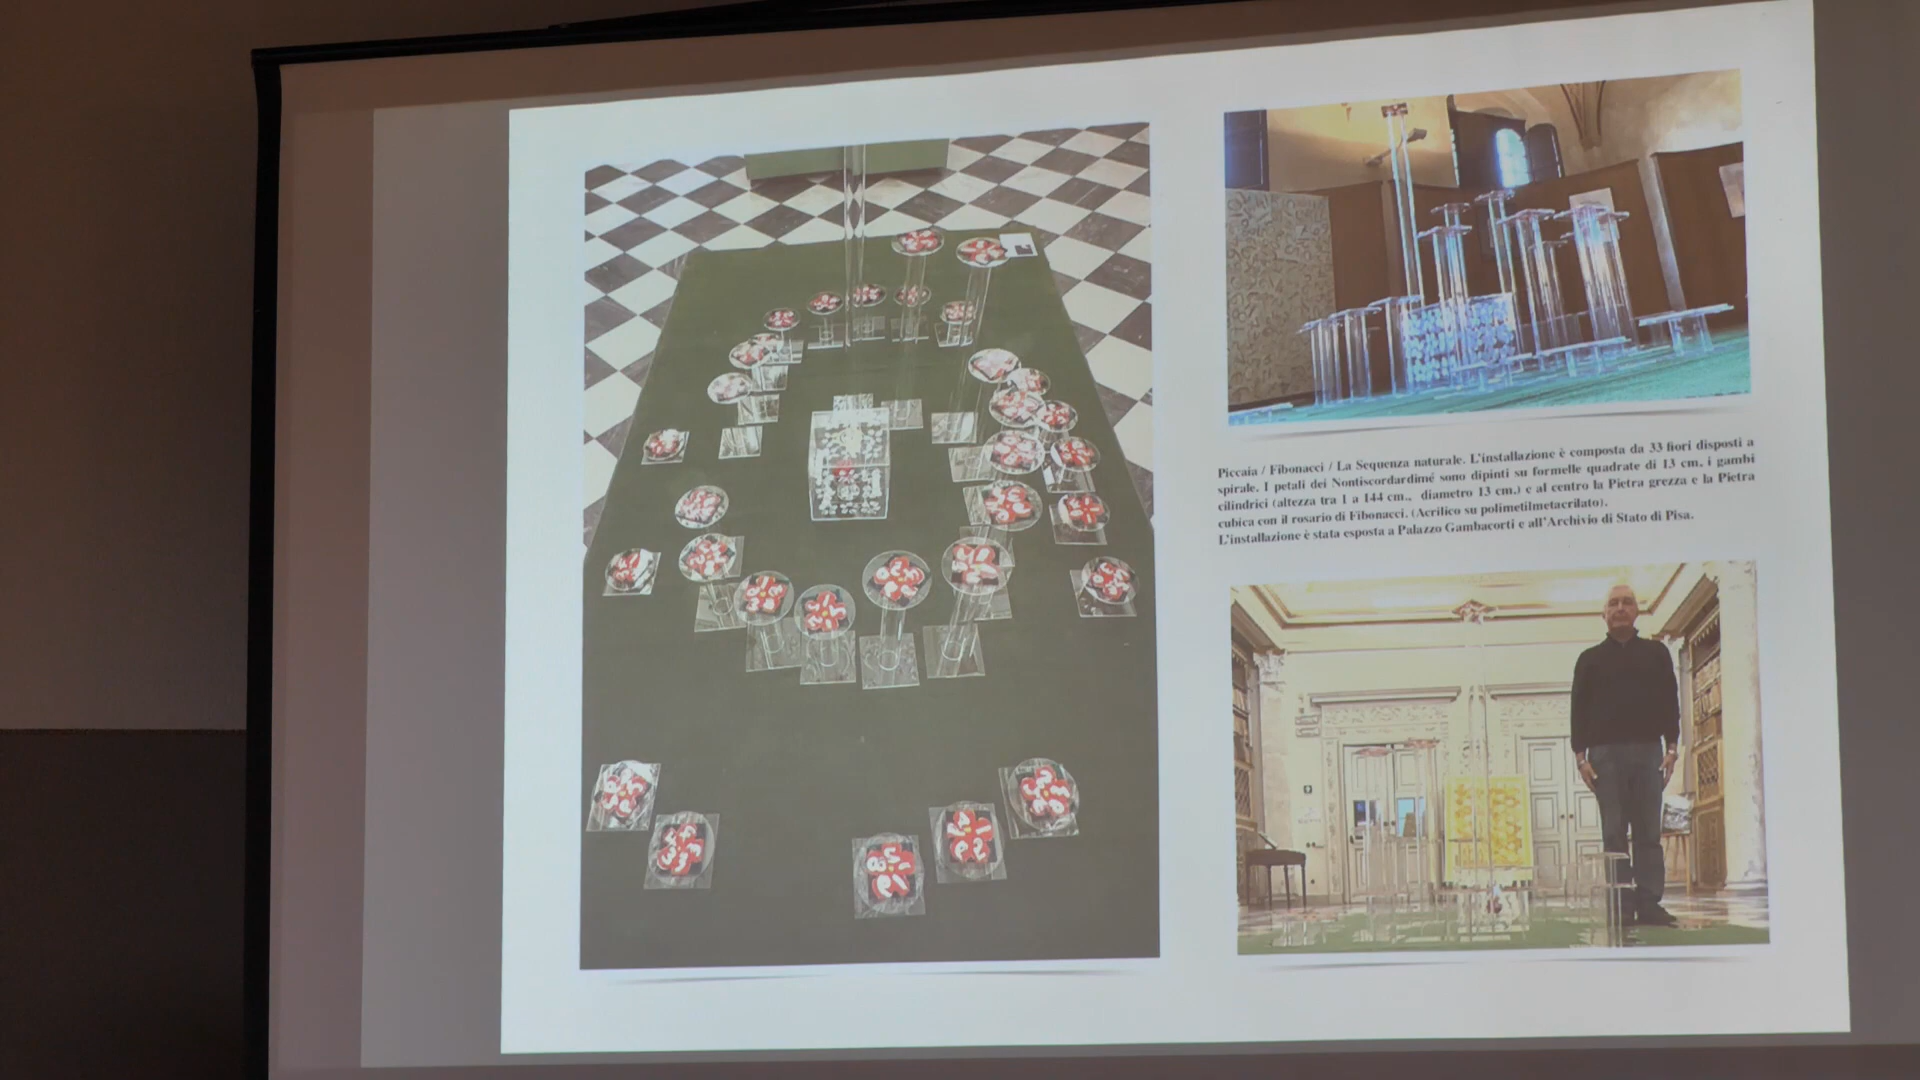 Piccaia / Fibonacci / La Sequenza naturale. L'installazione è composta da 33 fiori disposti a
spirale. I petali dei Nontiscordardimé sono dipinti su formelle quadrate di 13 cm. i gambi
cilindrici (altezza tra 1 a 144 cm., diametro 13 cm.) e al centro la Pietra grezza e la Pietra
cubica con il rosario di Fibonacci. (Acrilico su polimetilmetacrilato).
L'installazione è stata esposta a Palazzo Gambacorti e all'Archivio di Stato di Pisa.